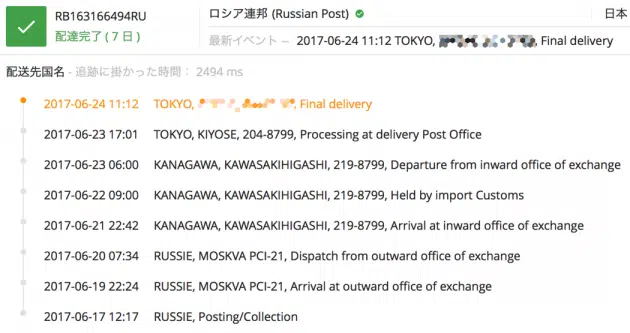 RB163166494RU
配達完了 ( 7 日 )
ロシア連邦 (Russian Post)
日本
最新イベント – 2017-06-24 11:12 TOKYO, , Final delivery
配送先国名 - 追跡に掛かった時間： 2494 ms
2017-06-24 11:12 TOKYO, , Final delivery
2017-06-23 17:01 TOKYO, KIYOSE, 204-8799, Processing at delivery Post Office
2017-06-23 06:00 KANAGAWA, KAWASAKIHIGASHI, 219-8799, Departure from inward office of exchange
2017-06-22 09:00 KANAGAWA, KAWASAKIHIGASHI, 219-8799, Held by import Customs
2017-06-21 22:42 KANAGAWA, KAWASAKIHIGASHI, 219-8799, Arrival at inward office of exchange
2017-06-20 07:34 RUSSIE, MOSKVA PCI-21, Dispatch from outward office of exchange
2017-06-19 22:24 RUSSIE, MOSKVA PCI-21, Arrival at outward office of exchange
2017-06-17 12:17 RUSSIE, Posting/Collection